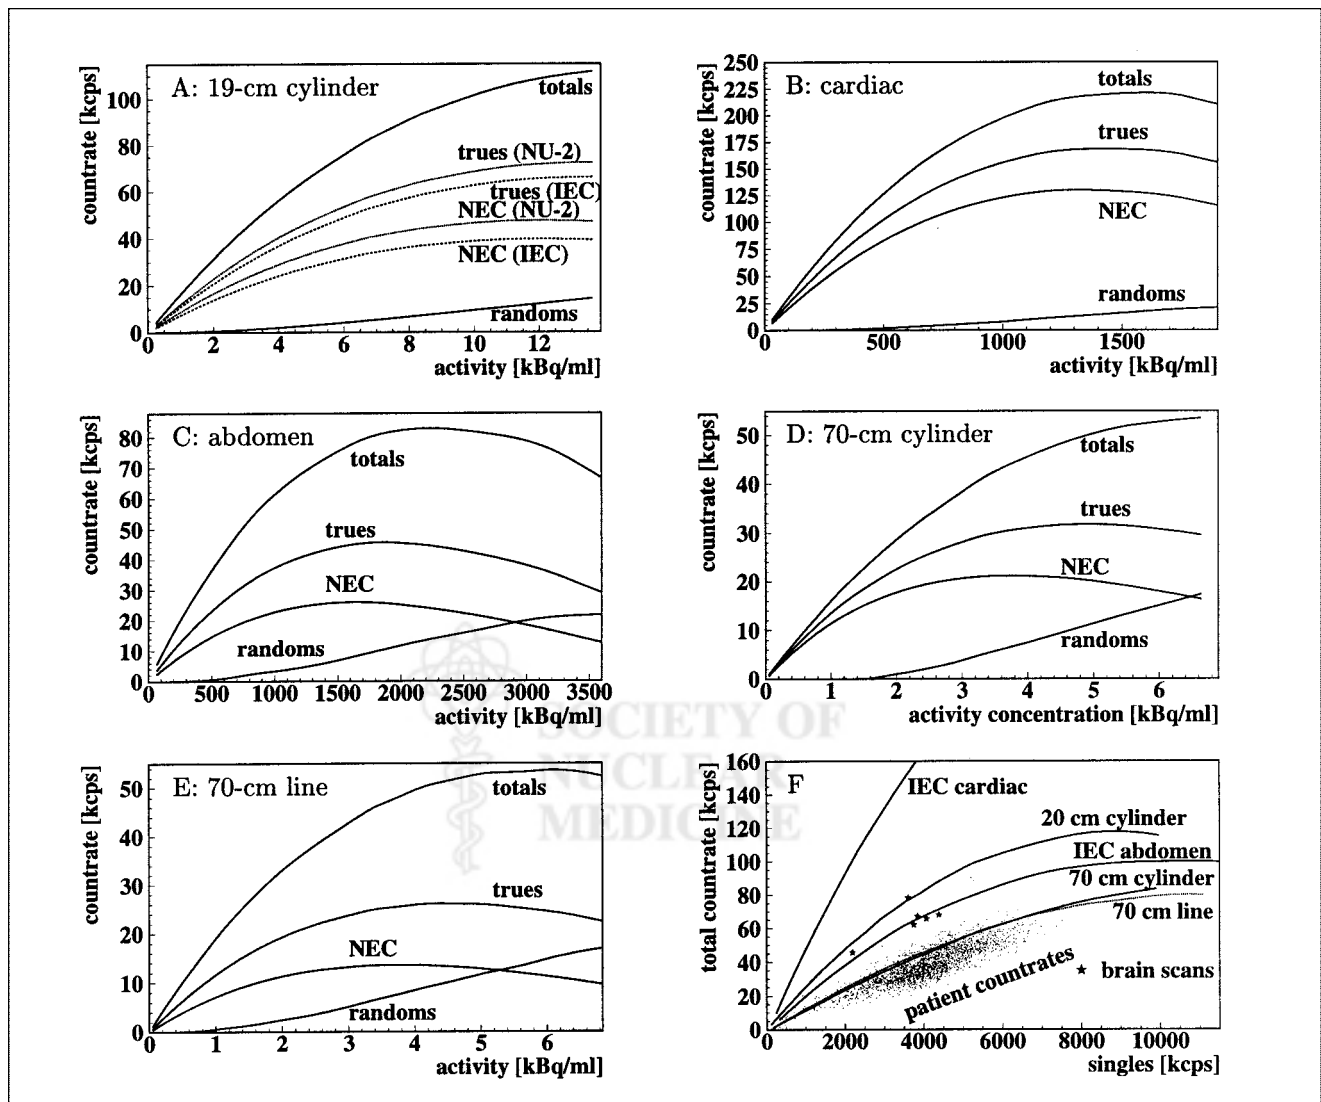 A: 19-cm cylinder
countrate [kcps]
100
80
60
40
20
0
totals
trues (NU-2)
trues (IEC)
NEC (NU-2)
NEC (IEC)
randoms
0 2 4 6 8 10 12
activity [kBq/ml]
B: cardiac
countrate [kcps]
250
225
200
175
150
125
100
75
50
25
0
totals
trues
NEC
randoms
0 500 1000 1500
activity [kBq/ml]
C: abdomen
countrate [kcps]
80
70
60
50
40
30
20
10
0
totals
trues
NEC
randoms
0 500 1000 1500 2000 2500 3000 3500
activity [kBq/ml]
D: 70-cm cylinder
countrate [kcps]
50
40
30
20
10
0
totals
trues
NEC
randoms
0 1 2 3 4 5 6
activity concentration [kBq/ml]
SOCIETY OF
NUCLEAR
MEDICINE
E: 70-cm line
countrate [kcps]
50
40
30
20
10
0
totals
trues
NEC
randoms
0 1 2 3 4 5 6
activity [kBq/ml]
F
total countrate [kcps]
160
140
120
100
80
60
40
20
0
IEC cardiac
20 cm cylinder
IEC abdomen
70 cm cylinder
70 cm line
patient countrates
★ brain scans
0 2000 4000 6000 8000 10000
singles [kcps]